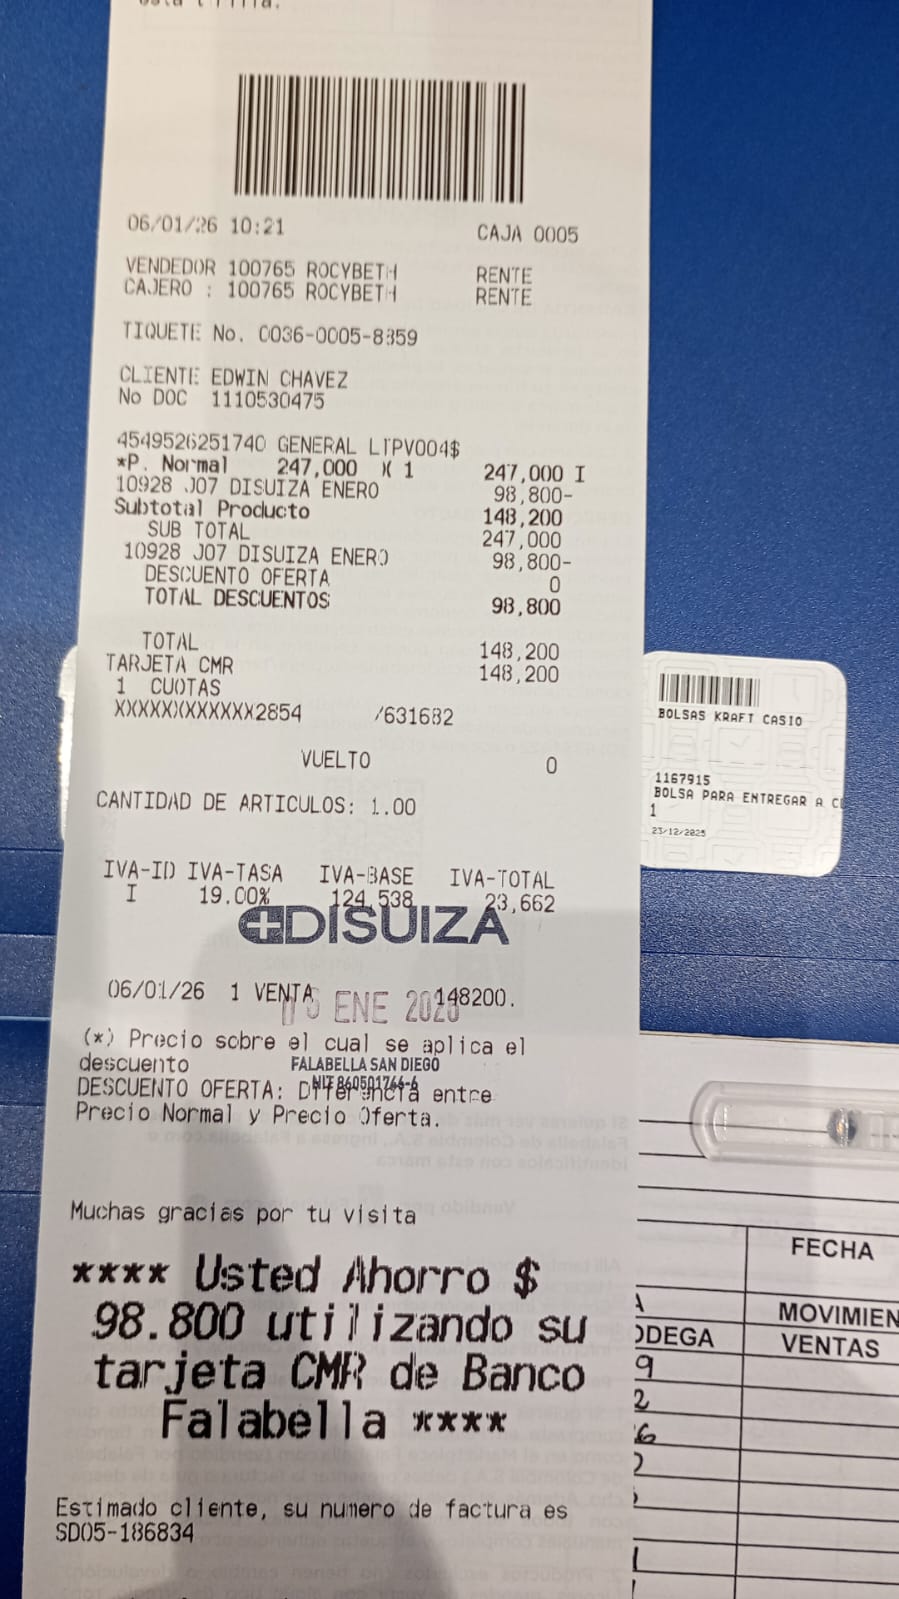 06/01/26 10:21 CAJA 0005
VENDEDOR 100765 ROCYBETH RENTE
CAJERO : 100765 ROCYBETH RENTE
TIQUETE No. 0036-0005-8859
CLIENTE EDWIN CHAVEZ
No DOC 1110530475
4549526251740 GENERAL LTPV004$
*P. Normal 247,000 X 1 247,000 I
10928 J07 DISUIZA ENERO 98,800-
Subtotal Producto 148,200
SUB TOTAL 247,000
10928 J07 DISUIZA ENERO 98,800-
DESCUENTO OFERTA 0
TOTAL DESCUENTOS 98,800
TOTAL 148,200
TARJETA CMR 148,200
1 CUOTAS
XXXXXXXXXXXX2854 /631682
VUELTO 0
CANTIDAD DE ARTICULOS: 1.00
IVA-ID IVA-TASA IVA-BASE IVA-TOTAL
I 19.00% 124,538 23,662
DISUIZA
06/01/26 1 VENTA 148200.
ENE
(*) Precio sobre el cual se aplica el
descuento
FALABELLA SAN DIEGO
DESCUENTO OFERTA: Diferencia entre
NIT 860501766-6
Precio Normal y Precio Oferta.
Muchas gracias por tu visita
**** Usted Ahorro $
98.800 utilizando su
tarjeta CMR de Banco
Falabella ****
Estimado cliente, su numero de factura es
SD05-186834
BOLSAS KRAFT CASIO
1167915
BOLSA PARA ENTREGAR A
1
23/12/2025
FECHA
MOVIMIEN
ODEGA VENTAS
9
2
6